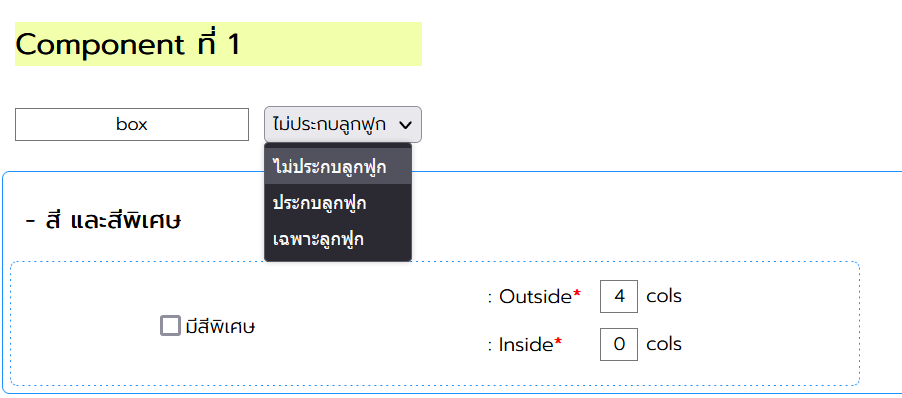 Component ที่ 1
box ไม่ประกบลูกฟูก
ไม่ประกบลูกฟูก
ประกบลูกฟูก
เฉพาะลูกฟูก
- สี และสีพิเศษ
มีสีพิเศษ
: Outside* 4 cols
: Inside* 0 cols